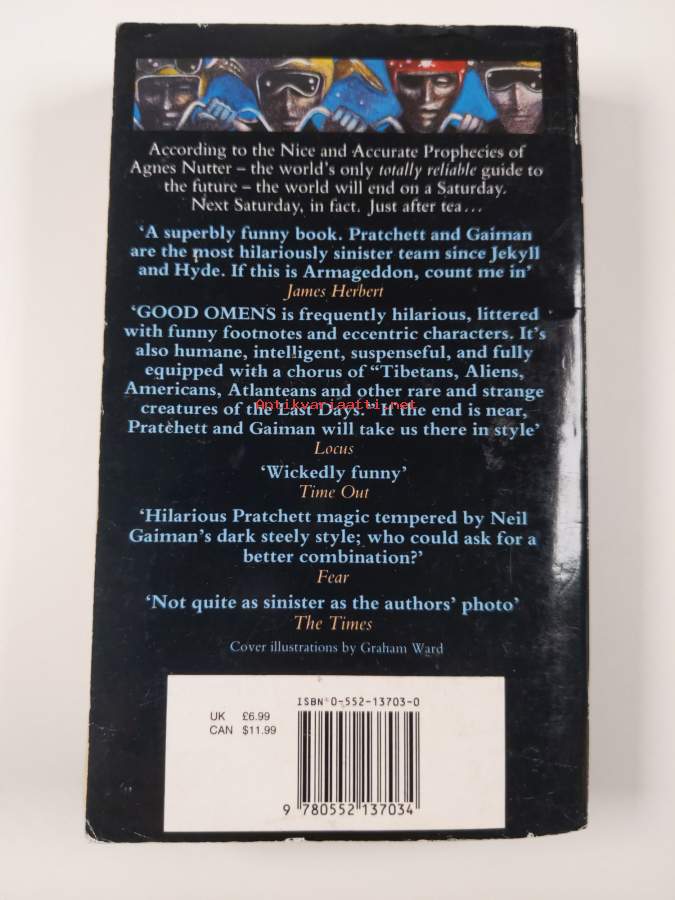 According to the Nice and Accurate Prophecies of
Agnes Nutter – the world's only totally reliable guide to
the future – the world will end on a Saturday.
Next Saturday, in fact. Just after tea…
‘A superbly funny book. Pratchett and Gaiman
are the most hilariously sinister team since Jekyll
and Hyde. If this is Armageddon, count me in’
James Herbert
‘GOOD OMENS is frequently hilarious, littered
with funny footnotes and eccentric characters. It's
also humane, intelligent, suspenseful, and fully
equipped with a chorus of “Tibetans, Aliens,
Americans, Atlanteans and other rare and strange
creatures of the Last Days.” If the end is near,
Antikvariaatti.net
Pratchett and Gaiman will take us there in style’
Locus
‘Wickedly funny’
Time Out
‘Hilarious Pratchett magic tempered by Neil
Gaiman's dark steely style; who could ask for a
better combination?’
Fear
‘Not quite as sinister as the authors' photo’
The Times
Cover illustrations by Graham Ward
UK £6.99
CAN $11.99
ISBN 0-552-13703-0
9 780552 137034